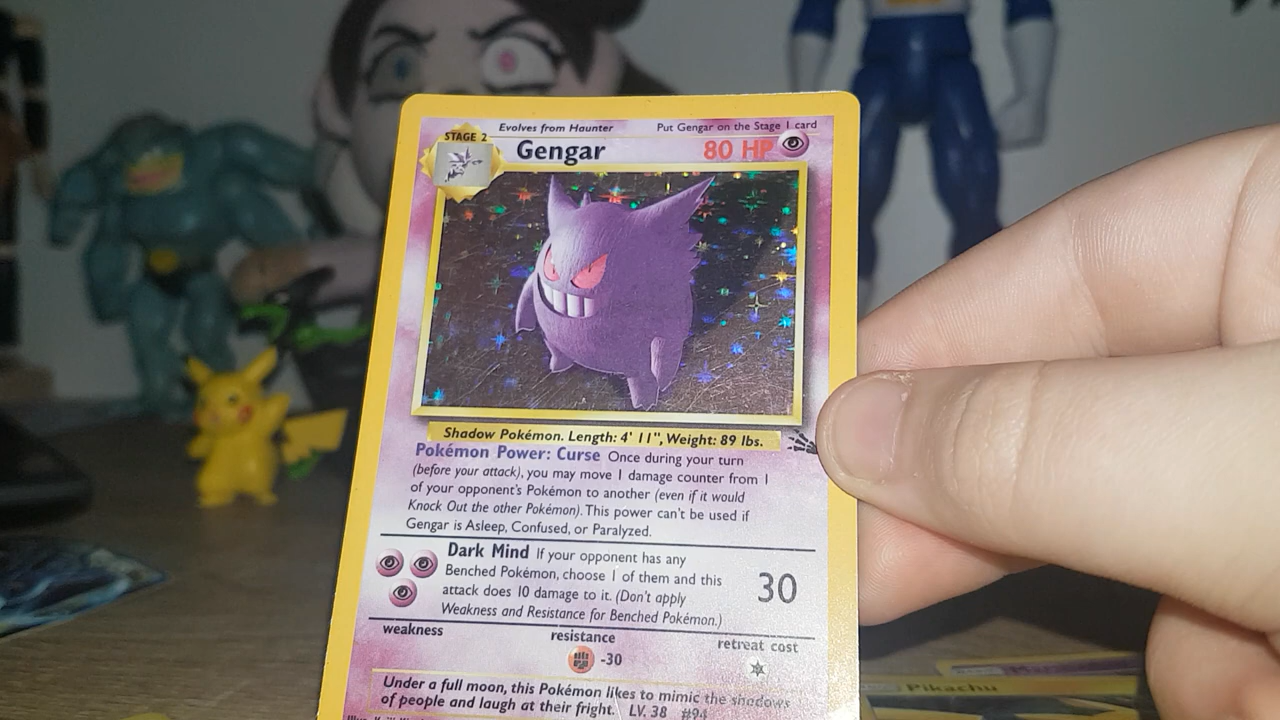 Evolves from Haunter
Put Gengar on the Stage 1 card
STAGE 2
Gengar
80 HP
Shadow Pokémon. Length: 4' 11", Weight: 89 lbs.
Pokémon Power: Curse Once during your turn
(before your attack), you may move 1 damage counter from 1
of your opponent's Pokémon to another (even if it would
Knock Out the other Pokémon). This power can't be used if
Gengar is Asleep, Confused, or Paralyzed.
Dark Mind If your opponent has any
Benched Pokémon, choose 1 of them and this
attack does 10 damage to it. (Don't apply
Weakness and Resistance for Benched Pokémon.)
30
weakness
resistance
retreat cost
-30
Under a full moon, this Pokémon likes to mimic the shadows
of people and laugh at their fright. LV. 38 #94
Pikachu